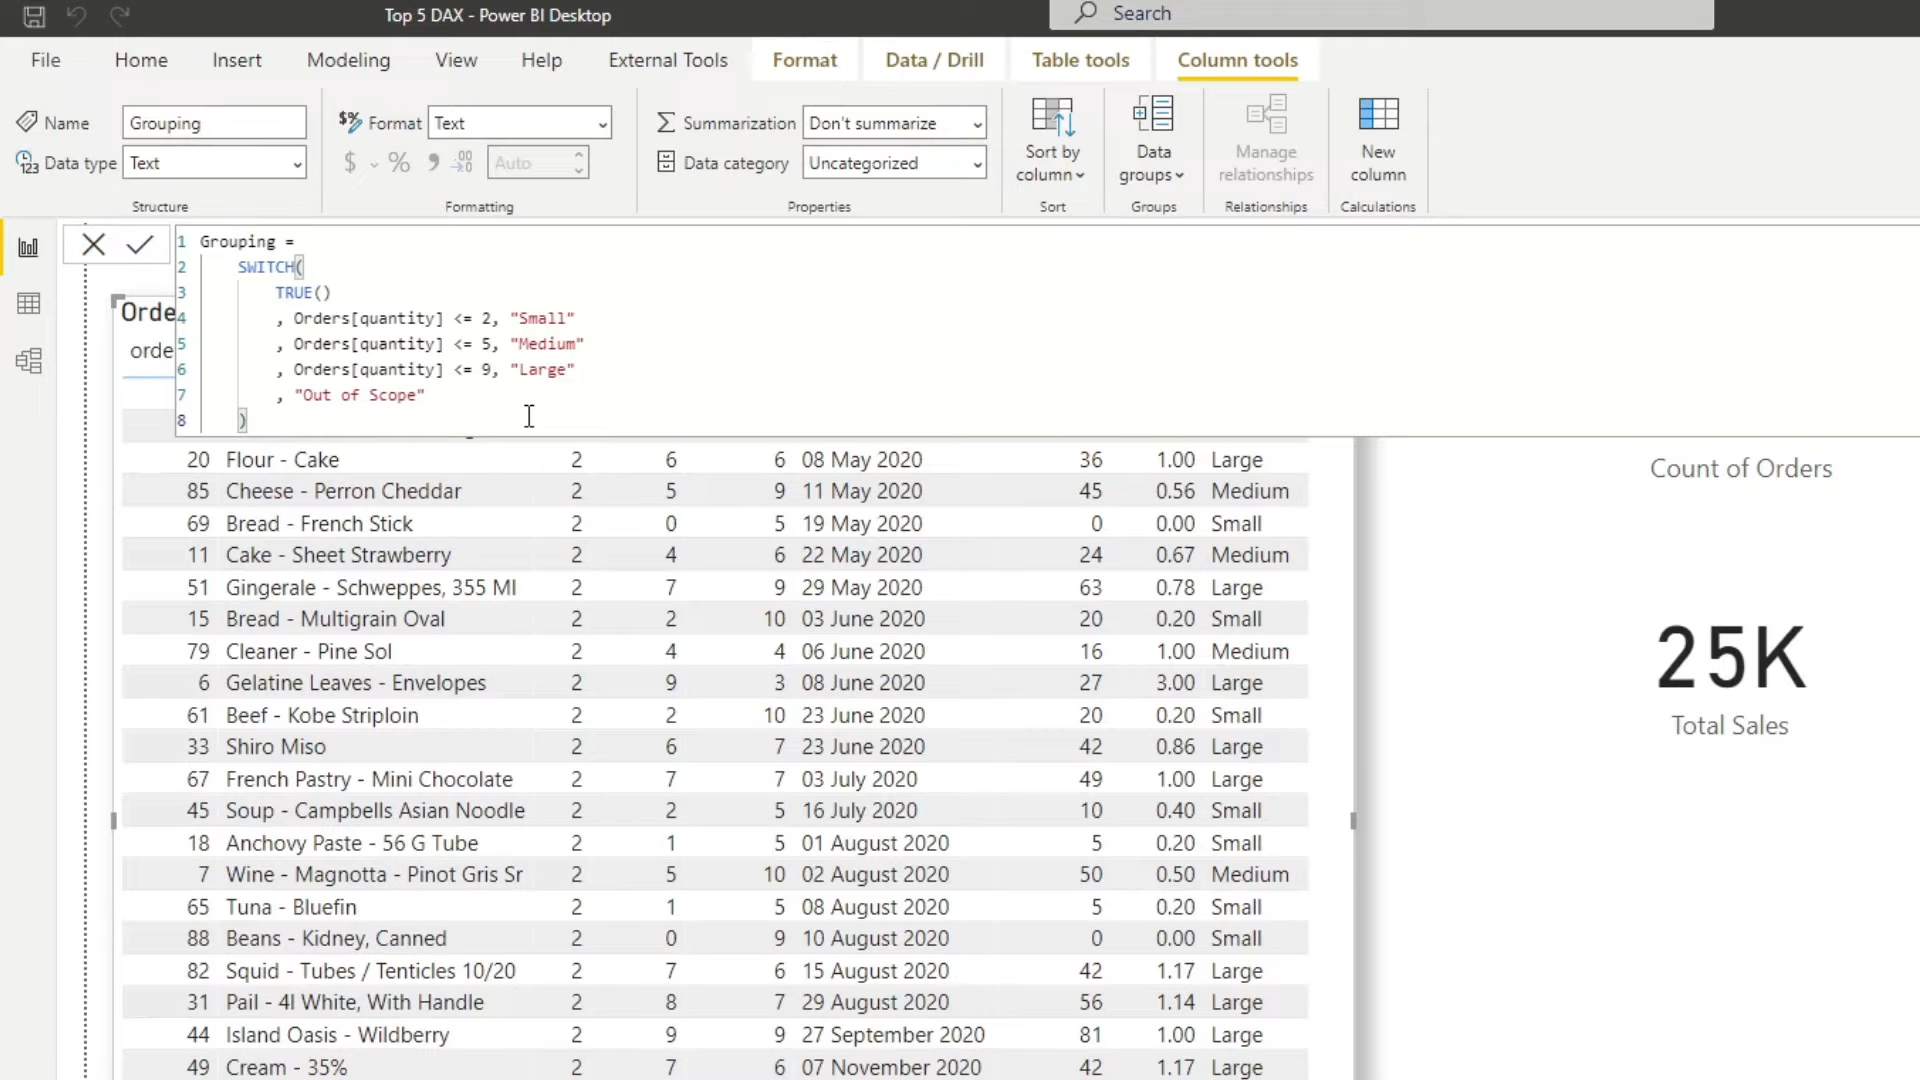 Top 5 DAX - Power BI Desktop
Search
File Home Insert Modeling View Help External Tools Format Data / Drill Table tools Column tools
Name Grouping
$% Format Text
Summarization Don't summarize
123 Data type Text
$ % 9 .00 Auto
Data category Uncategorized
Sort by column
Data groups
Manage relationships
New column
Structure Formatting Properties Sort Groups Relationships Calculations
1 Grouping =
2 SWITCH(
3 TRUE()
4 , Orders[quantity] <= 2, "Small"
5 , Orders[quantity] <= 5, "Medium"
6 , Orders[quantity] <= 9, "Large"
7 , "Out of Scope"
8 )
Orde
orde
20 Flour - Cake 2 6 6 08 May 2020 36 1.00 Large
85 Cheese - Perron Cheddar 2 5 9 11 May 2020 45 0.56 Medium
69 Bread - French Stick 2 0 5 19 May 2020 0 0.00 Small
11 Cake - Sheet Strawberry 2 4 6 22 May 2020 24 0.67 Medium
51 Gingerale - Schweppes, 355 Ml 2 7 9 29 May 2020 63 0.78 Large
15 Bread - Multigrain Oval 2 2 10 03 June 2020 20 0.20 Small
79 Cleaner - Pine Sol 2 4 4 06 June 2020 16 1.00 Medium
6 Gelatine Leaves - Envelopes 2 9 3 08 June 2020 27 3.00 Large
61 Beef - Kobe Striploin 2 2 10 23 June 2020 20 0.20 Small
33 Shiro Miso 2 6 7 23 June 2020 42 0.86 Large
67 French Pastry - Mini Chocolate 2 7 7 03 July 2020 49 1.00 Large
45 Soup - Campbells Asian Noodle 2 2 5 16 July 2020 10 0.40 Small
18 Anchovy Paste - 56 G Tube 2 1 5 01 August 2020 5 0.20 Small
7 Wine - Magnotta - Pinot Gris Sr 2 5 10 02 August 2020 50 0.50 Medium
65 Tuna - Bluefin 2 1 5 08 August 2020 5 0.20 Small
88 Beans - Kidney, Canned 2 0 9 10 August 2020 0 0.00 Small
82 Squid - Tubes / Tenticles 10/20 2 7 6 15 August 2020 42 1.17 Large
31 Pail - 4l White, With Handle 2 8 7 29 August 2020 56 1.14 Large
44 Island Oasis - Wildberry 2 9 9 27 September 2020 81 1.00 Large
49 Cream - 35% 2 7 6 07 November 2020 42 1.17 Large
Count of Orders
25K
Total Sales